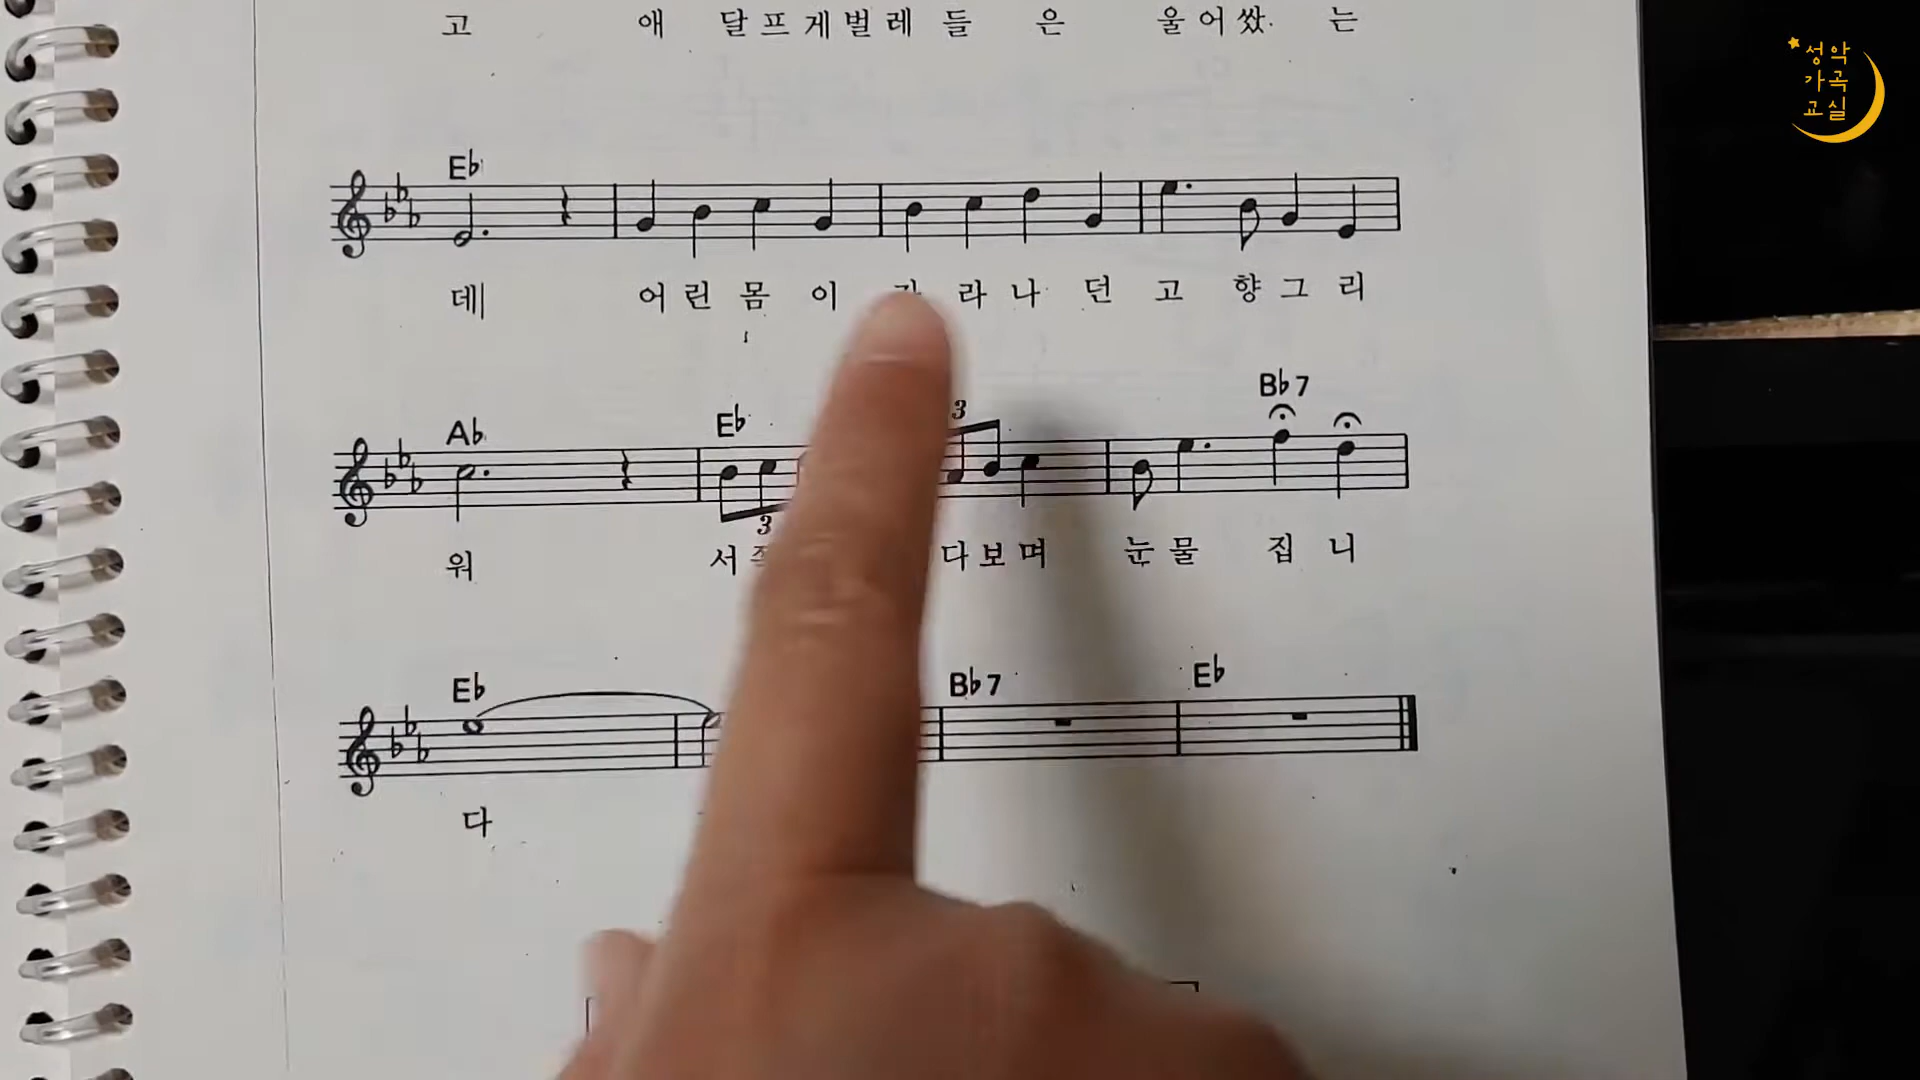 고 애 달프게벌레 들 은 울어쌌 는
성악
가곡
교실
Eb
데 어린 몸 이 라 나 던 고 향 그 리
Ab Eb 3 Bb7
3
워 서 다보며 눈 물 집 니
Eb Bb7 Eb
다